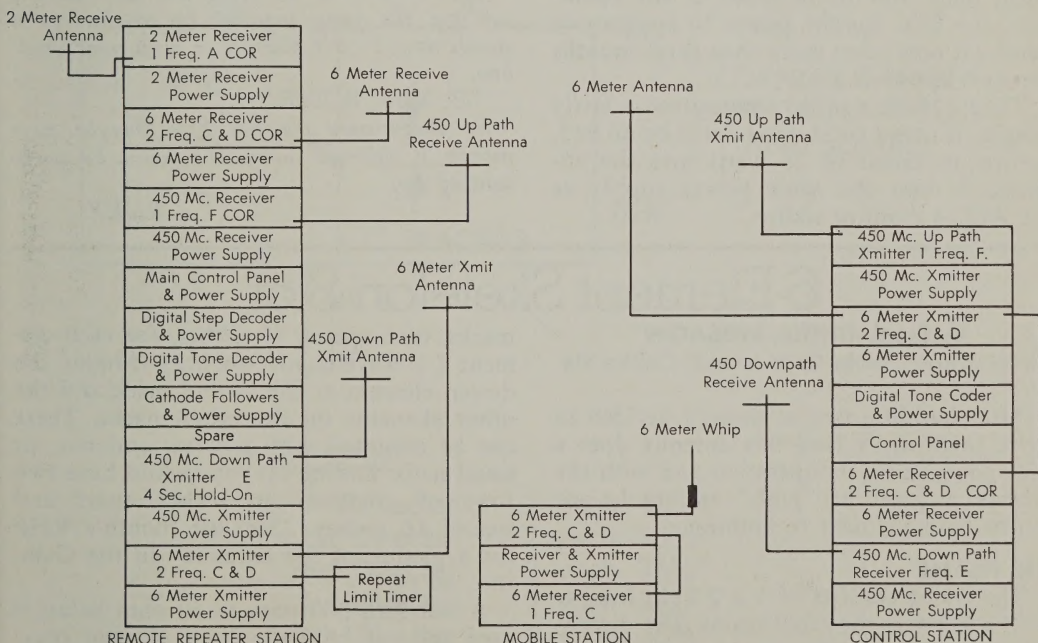 2 Meter Receive
Antenna
2 Meter Receiver
1 Freq. A COR
2 Meter Receiver
Power Supply
6 Meter Receiver
2 Freq. C & D COR
6 Meter Receiver
Power Supply
450 Mc. Receiver
1 Freq. F COR
450 Mc. Receiver
Power Supply
Main Control Panel
& Power Supply
Digital Step Decoder
& Power Supply
Digital Tone Decoder
& Power Supply
Cathode Followers
& Power Supply
Spare
450 Mc. Down Path
Xmitter E
4 Sec. Hold-On
450 Mc. Xmitter
Power Supply
6 Meter Xmitter
2 Freq. C & D
6 Meter Xmitter
Power Supply
REMOTE REPEATER STATION
6 Meter Receive
Antenna
450 Up Path
Receive Antenna
6 Meter Xmit
Antenna
450 Down Path
Xmit Antenna
Repeat
Limit Timer
6 Meter Whip
6 Meter Xmitter
2 Freq. C & D
Receiver & Xmitter
Power Supply
6 Meter Receiver
1 Freq. C
MOBILE STATION
6 Meter Antenna
450 Up Path
Xmit Antenna
450 Downpath
Receive Antenna
450 Mc. Up Path
Xmitter 1 Freq. F.
450 Mc. Xmitter
Power Supply
6 Meter Xmitter
2 Freq. C & D
6 Meter Xmitter
Power Supply
Digital Tone Coder
& Power Supply
Control Panel
6 Meter Receiver
2 Freq. C & D COR
6 Meter Receiver
Power Supply
450 Mc. Down Path
Receiver Freq. E
450 Mc. Receiver
Power Supply
CONTROL STATION